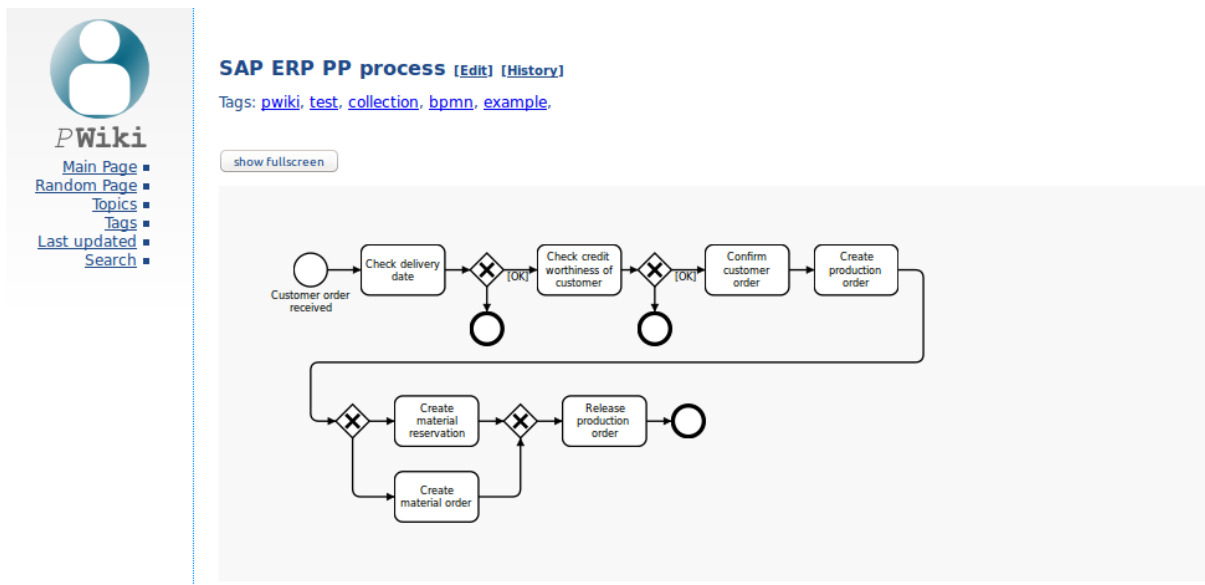 PWiki
Main Page
Random Page
Topics
Tags
Last updated
Search
SAP ERP PP process [Edit] [History]
Tags: pwiki, test, collection, bpmn, example,
show fullscreen
Customer order
received
Check delivery
date
[OK]
Check credit
worthiness of
customer
[OK]
Confirm
customer
order
Create
production
order
Create
material
reservation
Create
material order
Release
production
order